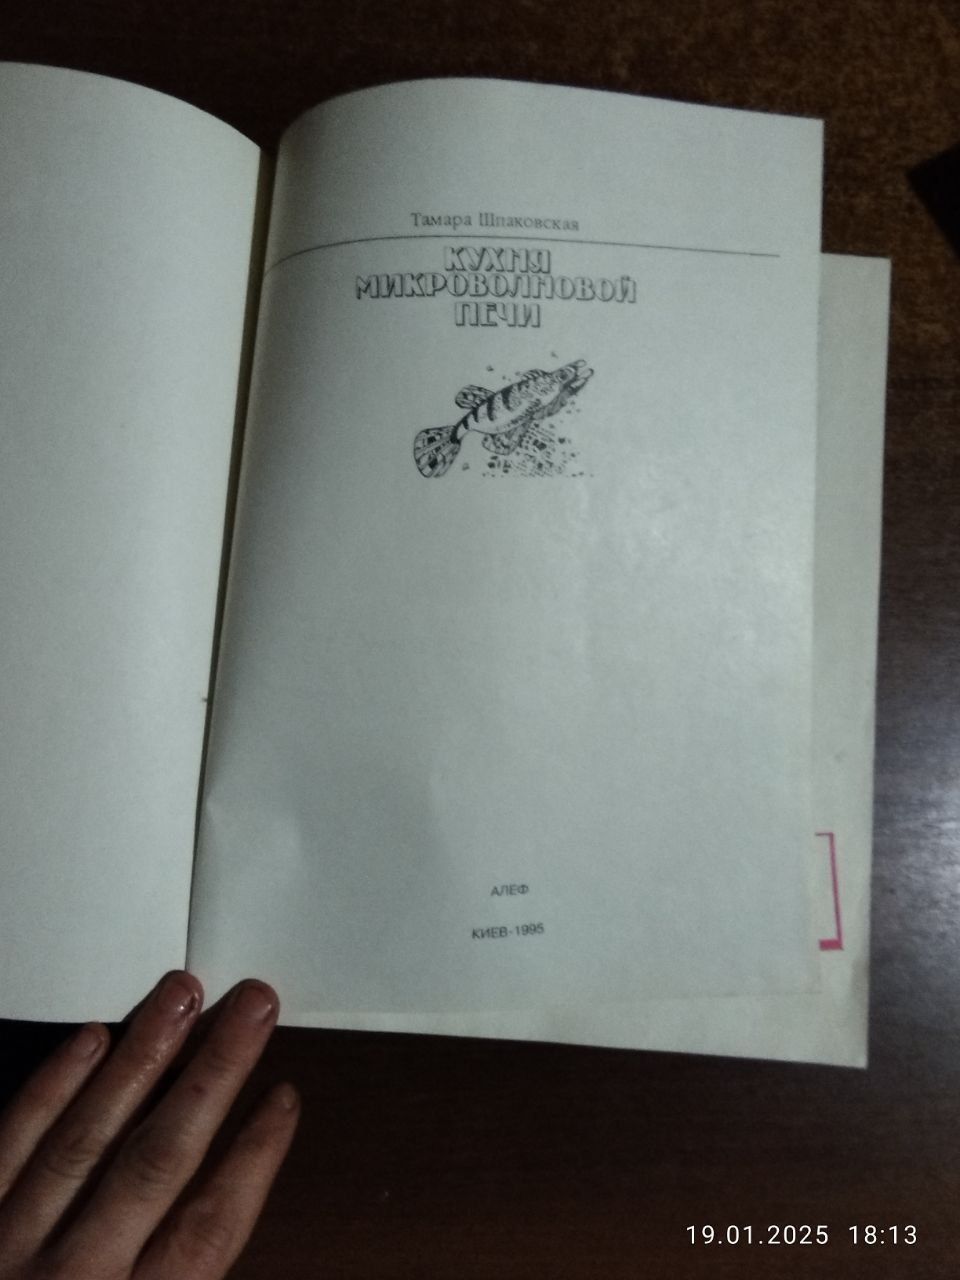 Тамара Шпаковская
КУХНЯ
МИКРОВОЛНОВОЙ
ПЕЧИ
АЛЕФ
КИЕВ-1995
19.01.2025 18:13